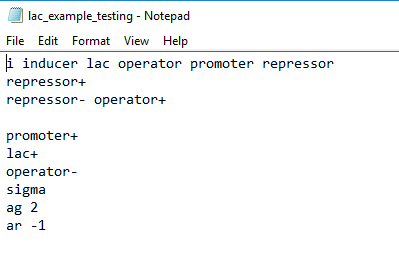 lac_example_testing - Notepad
File Edit Format View Help
i inducer lac operator promoter repressor
repressor+
repressor- operator+
promoter+
lac+
operator-
sigma
ag 2
ar -1